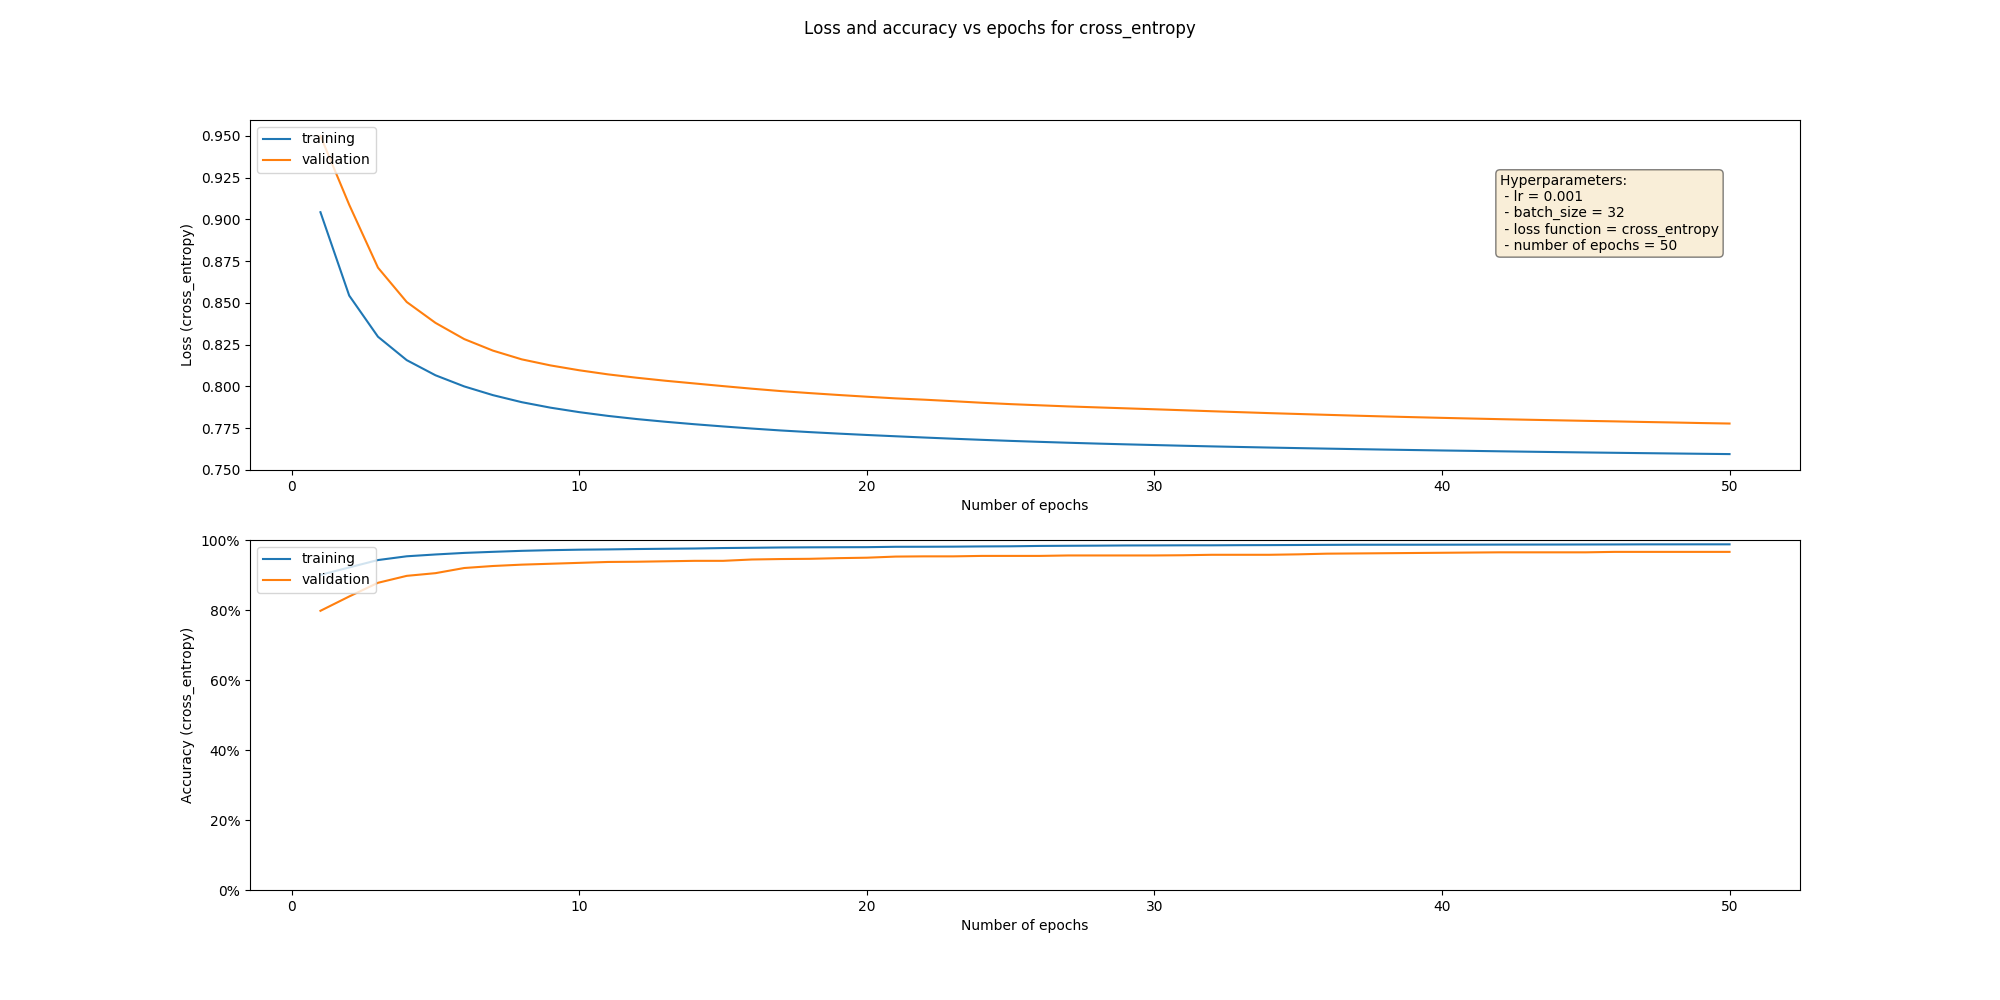 Loss and accuracy vs epochs for cross_entropy
0.950
0.925
0.900
0.875
0.850
0.825
0.800
0.775
0.750
Loss (cross_entropy)
training
validation
Hyperparameters:
- lr = 0.001
- batch_size = 32
- loss function = cross_entropy
- number of epochs = 50
0 10 20 30 40 50
Number of epochs
100%
80%
60%
40%
20%
0%
Accuracy (cross_entropy)
training
validation
0 10 20 30 40 50
Number of epochs